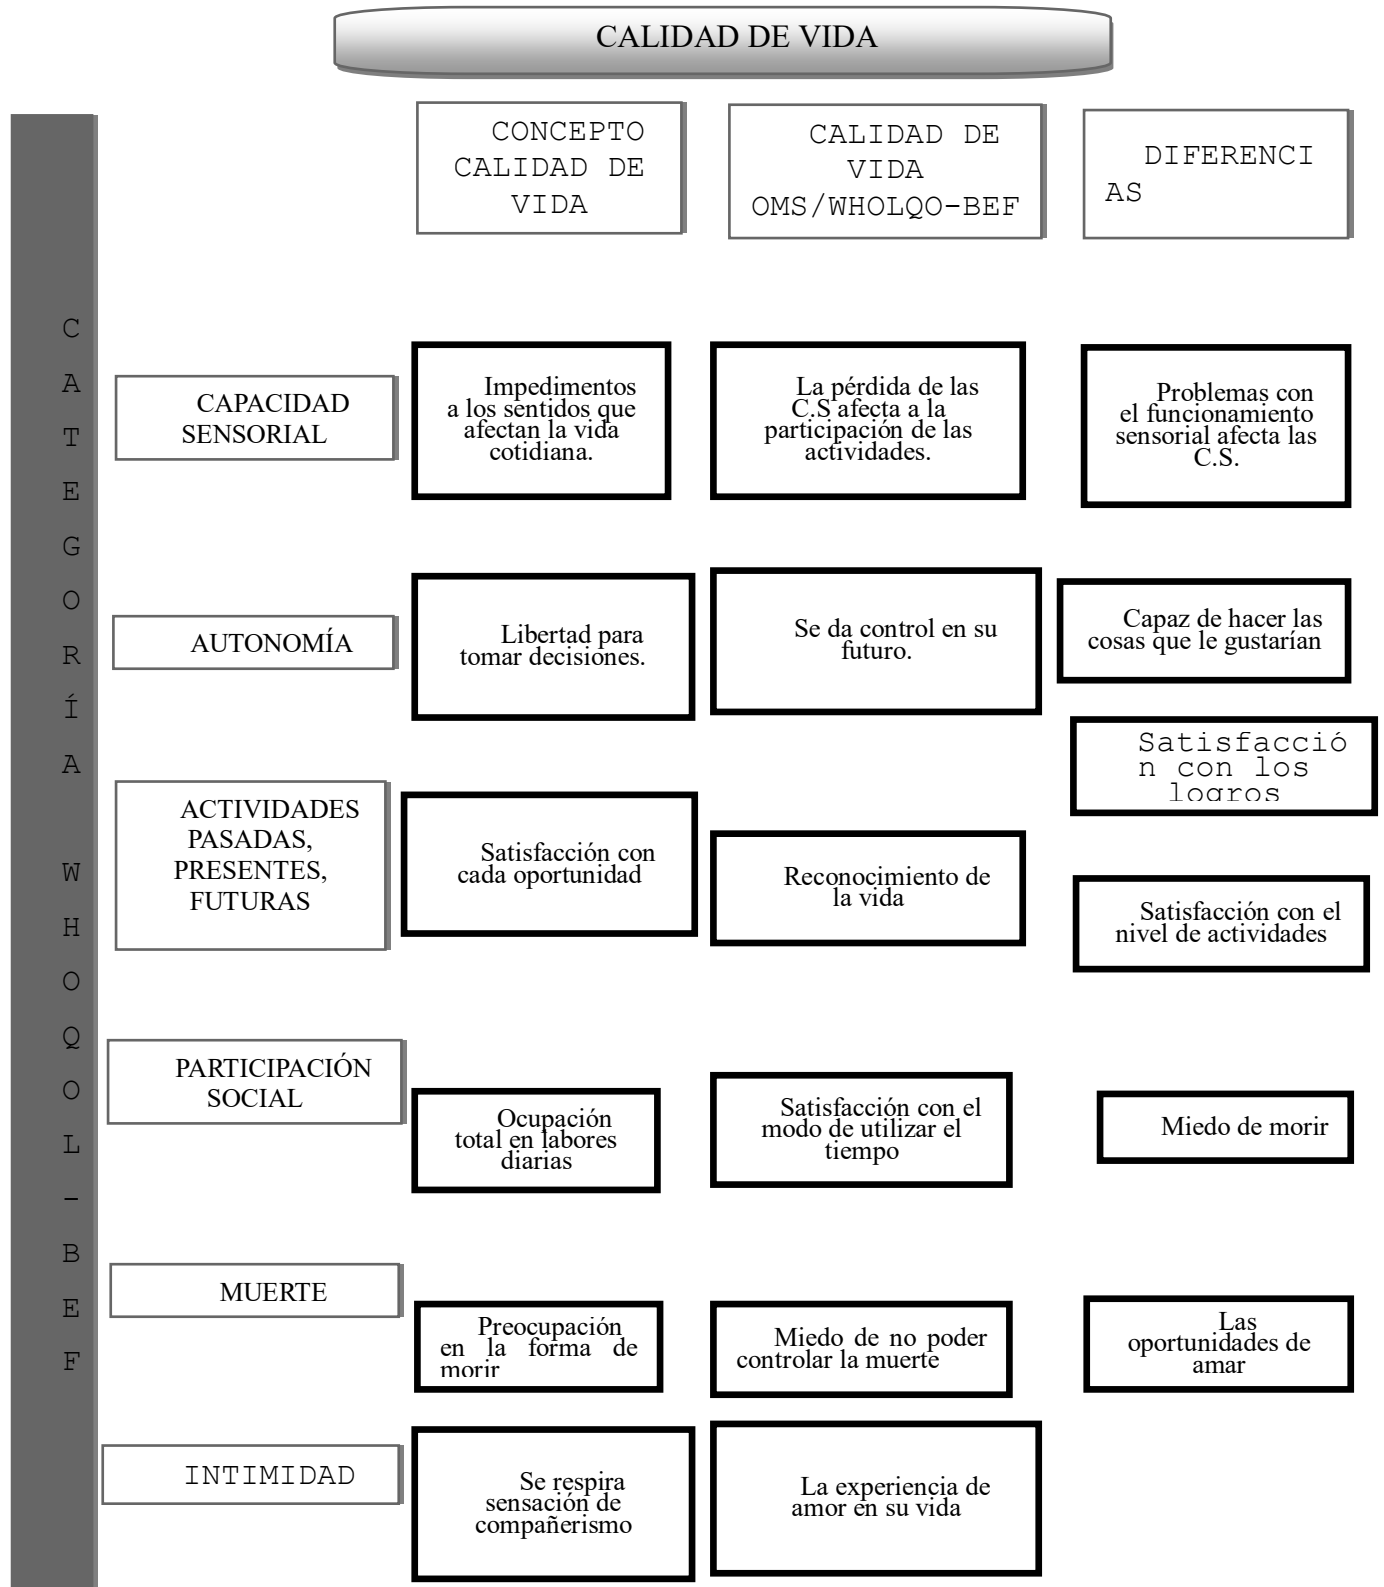 CALIDAD DE VIDA
CONCEPTO
CALIDAD DE
VIDA
CALIDAD DE
VIDA
OMS/WHOLQO-BEF
DIFERENCI
AS
C
A
T
E
G
O
R
Í
A
W
H
O
Q
O
L
-
B
E
F
CAPACIDAD
SENSORIAL
Impedimentos
a los sentidos que
afectan la vida
cotidiana.
La pérdida de las
C.S afecta a la
participación de las
actividades.
Problemas con
el funcionamiento
sensorial afecta las
C.S.
AUTONOMÍA
Libertad para
tomar decisiones.
Se da control en su
futuro.
Capaz de hacer las
cosas que le gustarían
Satisfacció
n con los
logros
ACTIVIDADES
PASADAS,
PRESENTES,
FUTURAS
Satisfacción con
cada oportunidad
Reconocimiento de
la vida
Satisfacción con el
nivel de actividades
PARTICIPACIÓN
SOCIAL
Ocupación
total en labores
diarias
Satisfacción con el
modo de utilizar el
tiempo
Miedo de morir
MUERTE
Preocupación
en la forma de
morir
Miedo de no poder
controlar la muerte
Las
oportunidades de
amar
INTIMIDAD
Se respira
sensación de
compañerismo
La experiencia de
amor en su vida